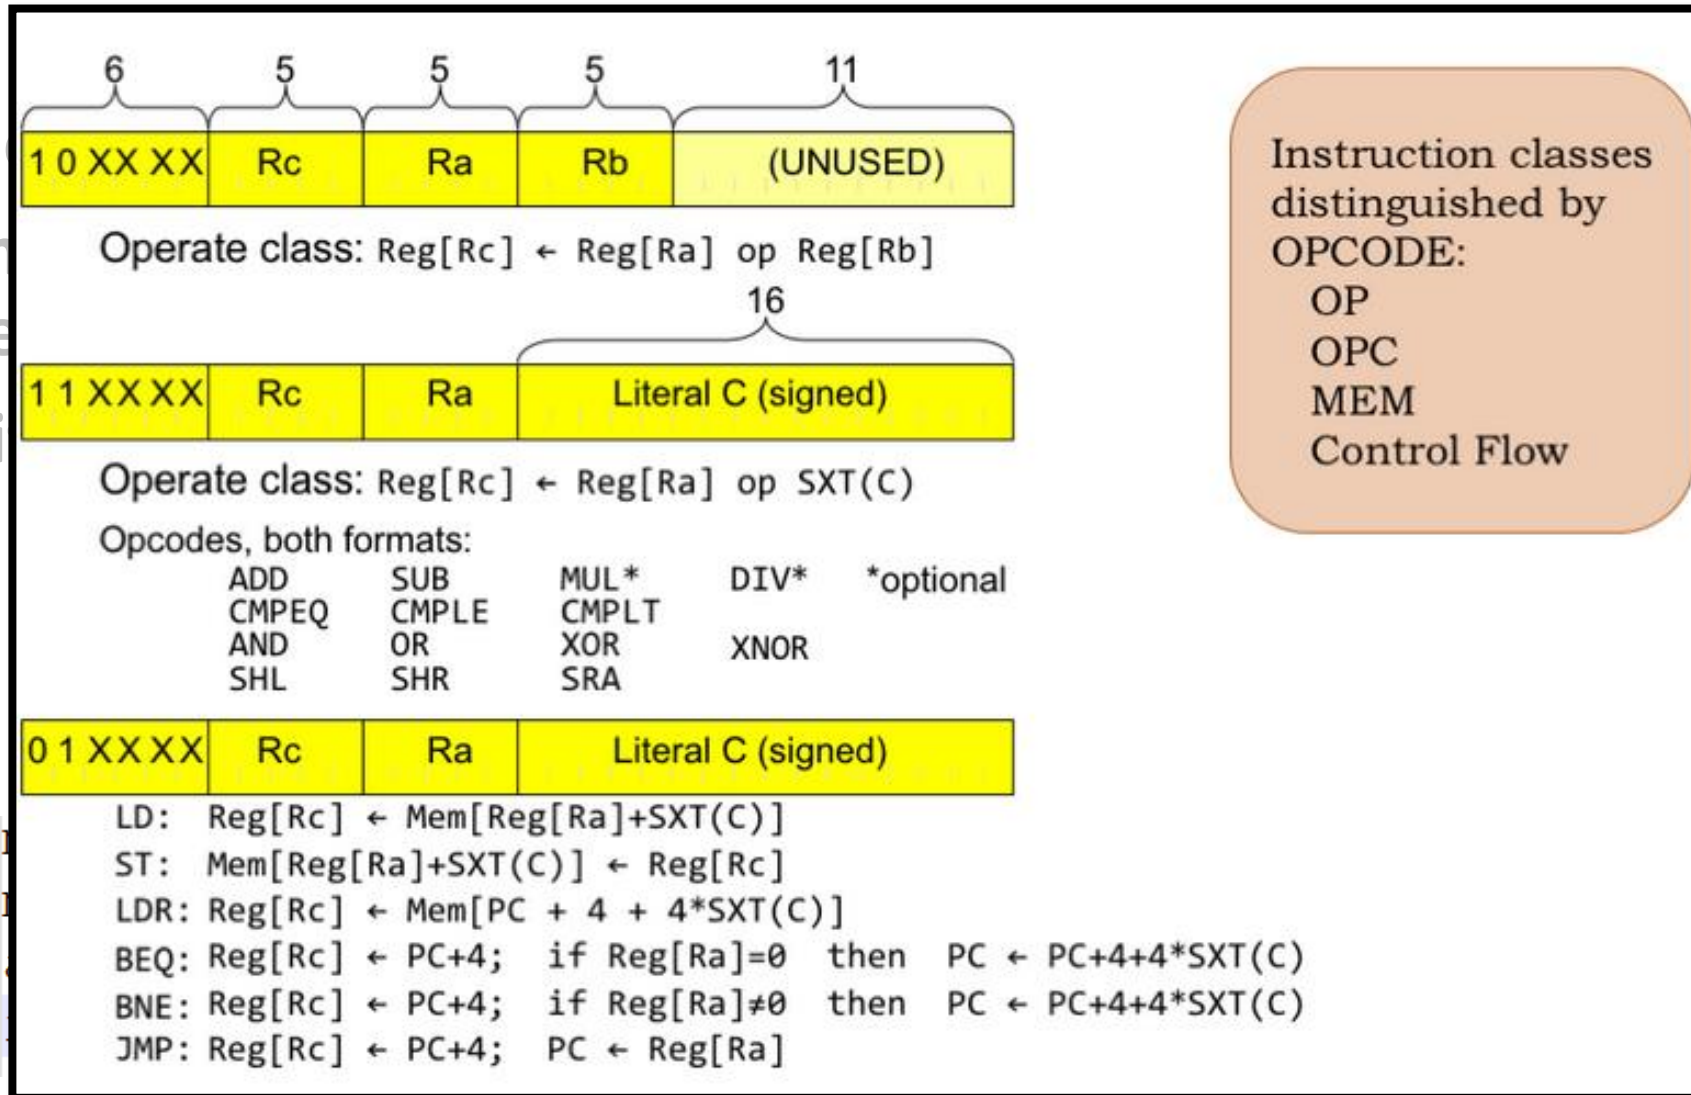 6 5 5 5 11
1 0 XX XX Rc Ra Rb (UNUSED)
Operate class: Reg[Rc] ← Reg[Ra] op Reg[Rb]
16
1 1 XX XX Rc Ra Literal C (signed)
Operate class: Reg[Rc] ← Reg[Ra] op SXT(C)
Opcodes, both formats:
ADD SUB MUL* DIV* *optional
CMPEQ CMPLE CMPLT
AND OR XOR XNOR
SHL SHR SRA
0 1 XX XX Rc Ra Literal C (signed)
LD: Reg[Rc] ← Mem[Reg[Ra]+SXT(C)]
ST: Mem[Reg[Ra]+SXT(C)] ← Reg[Rc]
LDR: Reg[Rc] ← Mem[PC + 4 + 4*SXT(C)]
BEQ: Reg[Rc] ← PC+4; if Reg[Ra]=0 then PC ← PC+4+4*SXT(C)
BNE: Reg[Rc] ← PC+4; if Reg[Ra]≠0 then PC ← PC+4+4*SXT(C)
JMP: Reg[Rc] ← PC+4; PC ← Reg[Ra]
Instruction classes
distinguished by
OPCODE:
OP
OPC
MEM
Control Flow